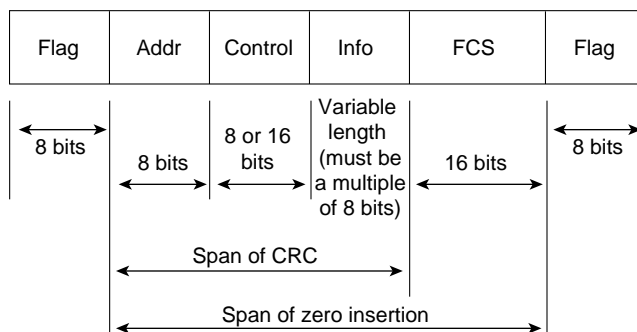 Flag Addr Control Info FCS Flag
8 bits
8 bits
8 or 16
bits
Variable
length
(must be
a multiple
of 8 bits)
16 bits
8 bits
Span of CRC
Span of zero insertion